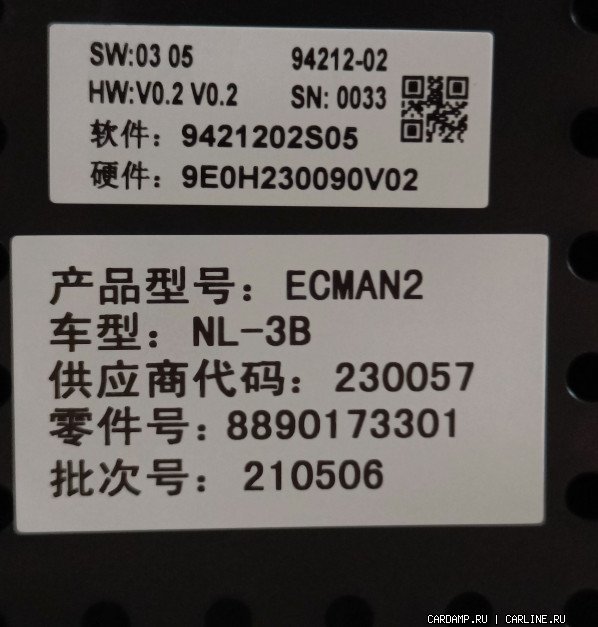 SW:03 05 94212-02
HW:V0.2 V0.2 SN: 0033
软件：9421202S05
硬件：9E0H230090V02
产品型号：ECMAN2
车型：NL-3B
供应商代码：230057
零件号：8890173301
批次号：210506
CARDAMP.RU | CARLINE.RU